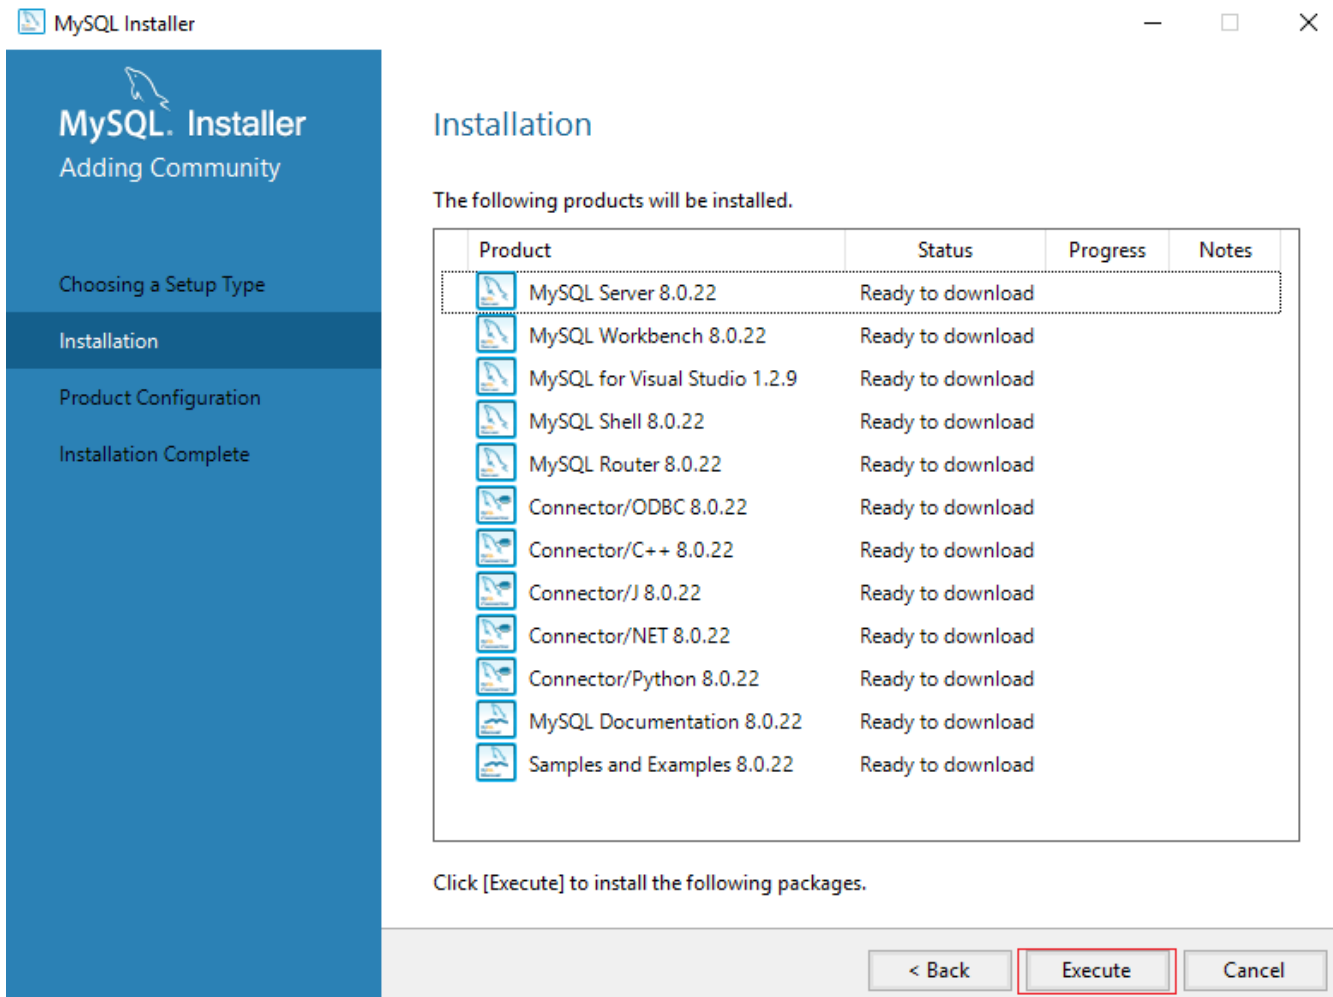 MySQL Installer
MySQL. Installer
Adding Community
Choosing a Setup Type
Installation
Product Configuration
Installation Complete
Installation
The following products will be installed.
Product Status Progress Notes
MySQL Server 8.0.22 Ready to download
MySQL Workbench 8.0.22 Ready to download
MySQL for Visual Studio 1.2.9 Ready to download
MySQL Shell 8.0.22 Ready to download
MySQL Router 8.0.22 Ready to download
Connector/ODBC 8.0.22 Ready to download
Connector/C++ 8.0.22 Ready to download
Connector/J 8.0.22 Ready to download
Connector/NET 8.0.22 Ready to download
Connector/Python 8.0.22 Ready to download
MySQL Documentation 8.0.22 Ready to download
Samples and Examples 8.0.22 Ready to download
Click [Execute] to install the following packages.
< Back Execute Cancel